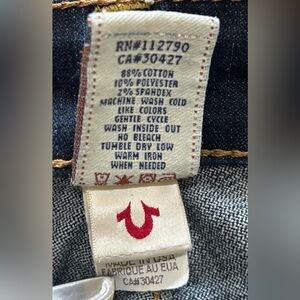 RN#112790
CA#30427
88% COTTON
10% POLYESTER
2% SPANDEX
MACHINE WASH COLD
LIKE COLORS
GENTLE CYCLE
WASH INSIDE OUT
NO BLEACH
TUMBLE DRY LOW
WARM IRON
WHEN NEEDED
MADE IN USA
FABRIQUE AU EUA
CA#30427